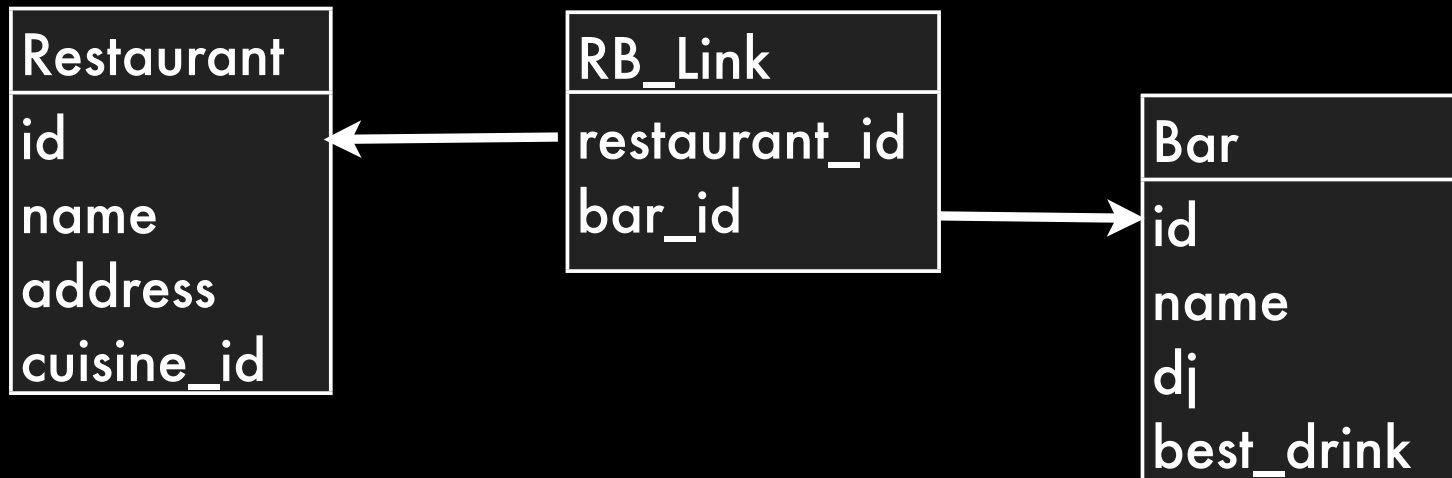 Restaurant
id
name
address
cuisine_id
RB_Link
restaurant_id
bar_id
Bar
id
name
dj
best_drink